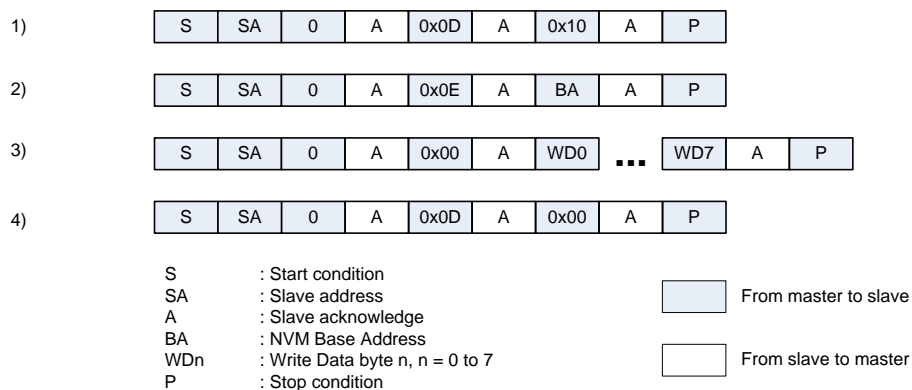 1) S SA 0 A 0x0D A 0x10 A P
2) S SA 0 A 0x0E A BA A P
3) S SA 0 A 0x00 A WD0 ... WD7 A P
4) S SA 0 A 0x0D A 0x00 A P
S : Start condition
SA : Slave address
A : Slave acknowledge
BA : NVM Base Address
WDn : Write Data byte n, n = 0 to 7
P : Stop condition
From master to slave
From slave to master